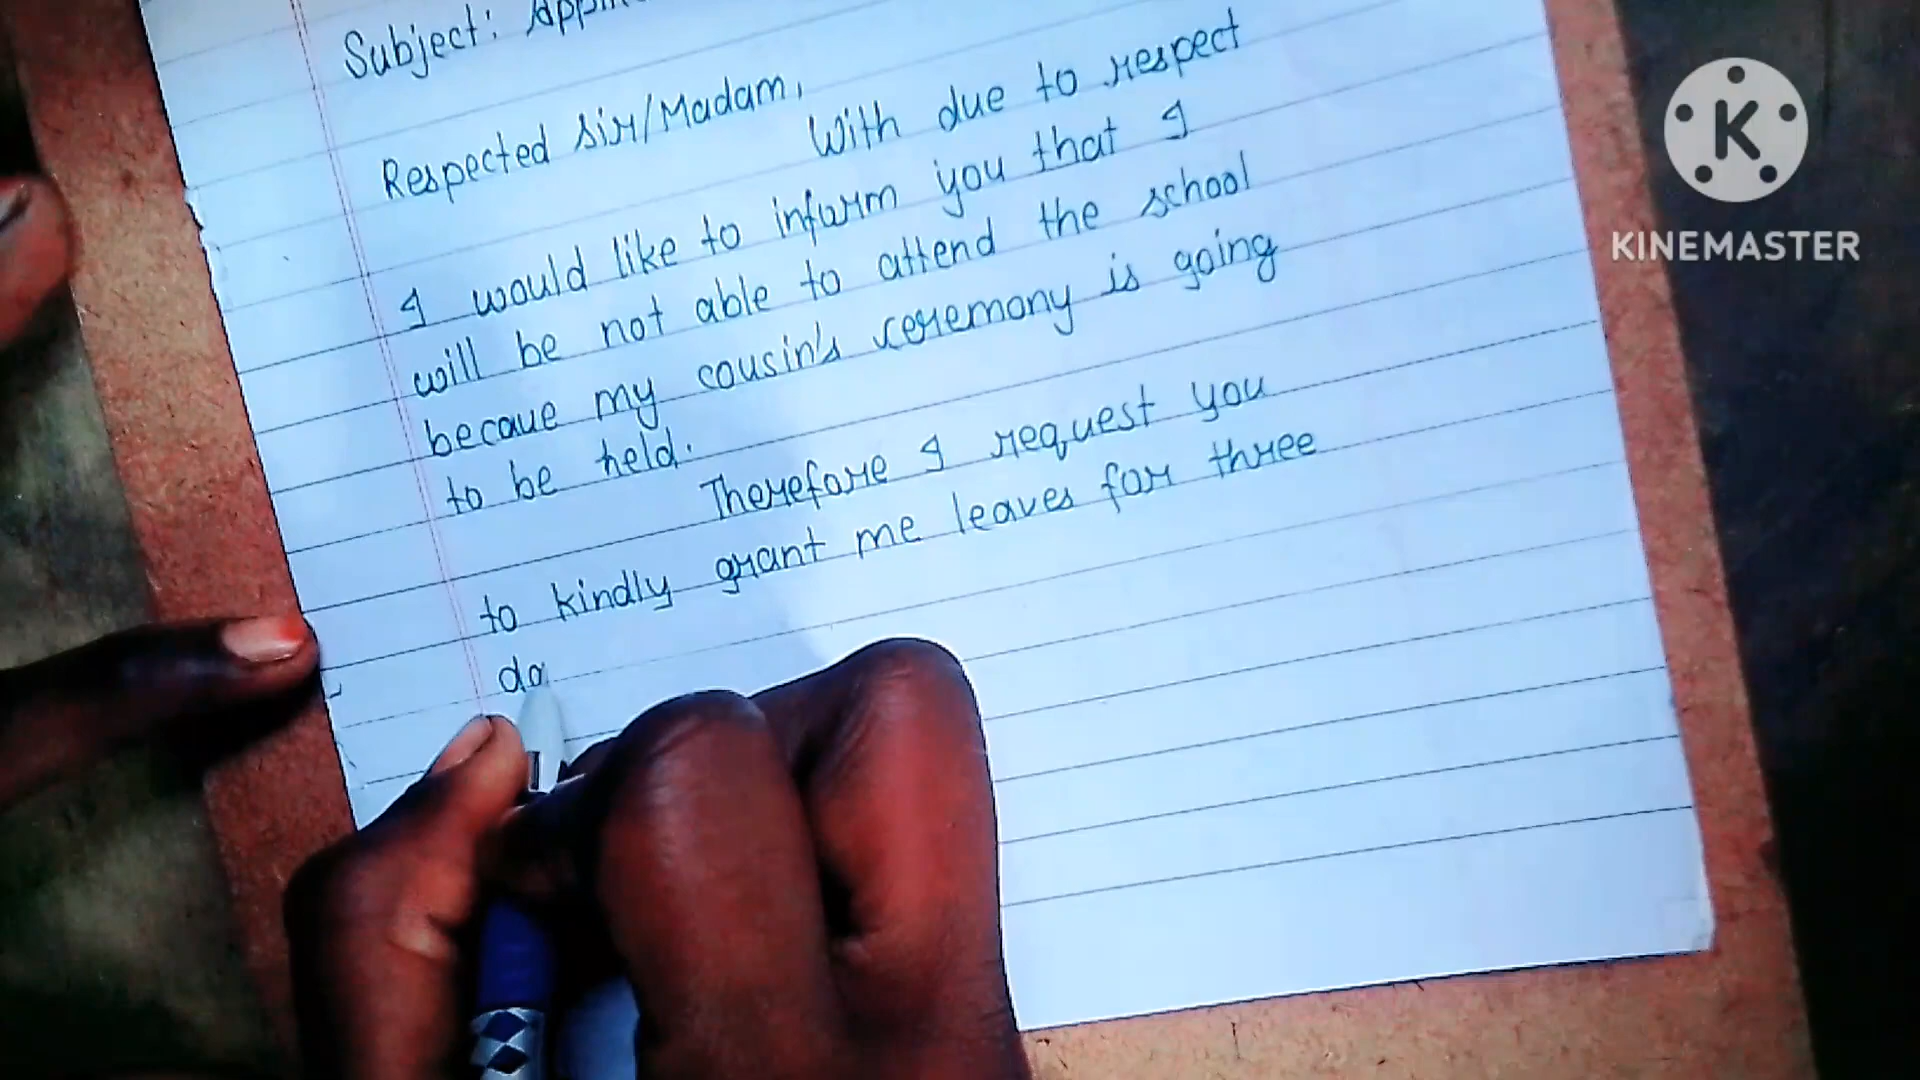 Subject:
Respected Sir/Madam,
With due to respect
I would like to inform you that I
will be not able to attend the school
becaue my cousin's ceremony is going
to be held.
Therefore I request you
to kindly grant me leaves for three
da
K
KINEMASTER